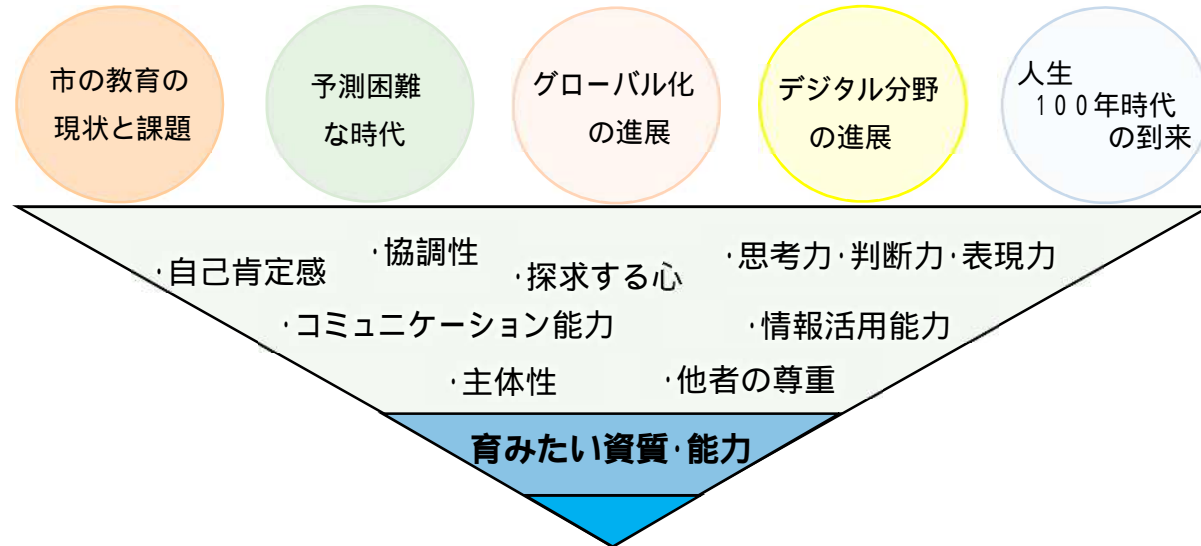 市の教育の
現状と課題
予測困難
な時代
グローバル化
の進展
デジタル分野
の進展
人生
100年時代
の到来
・自己肯定感
・協調性
・探求する心
・思考力・判断力・表現力
・コミュニケーション能力
・情報活用能力
・主体性
・他者の尊重
育みたい資質・能力